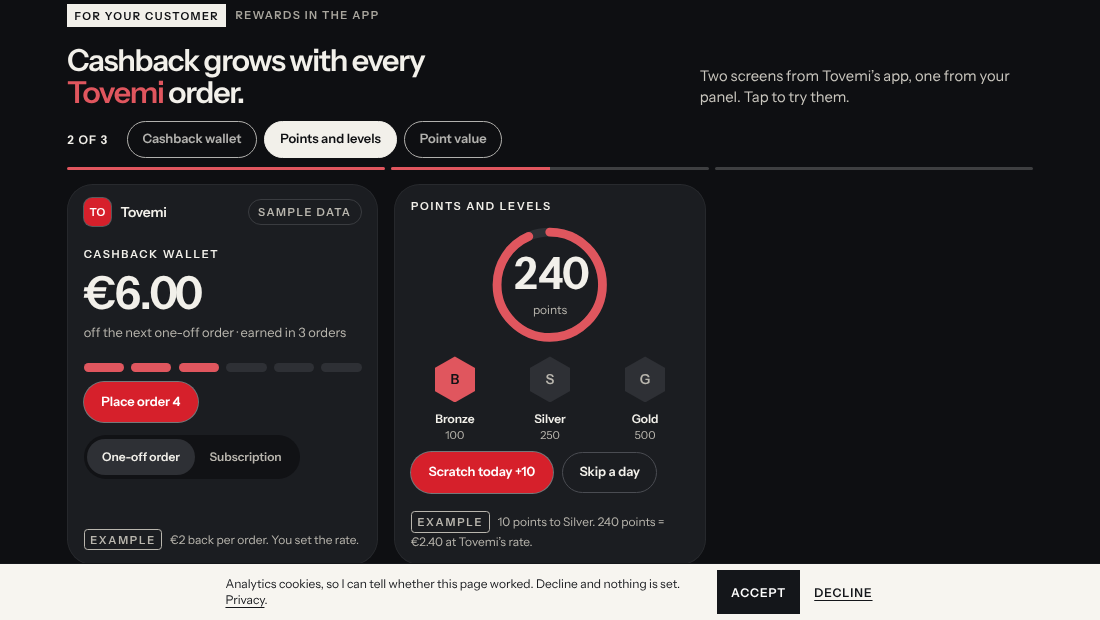 FOR YOUR CUSTOMER REWARDS IN THE APP
Cashback grows with every
Tovemi order.
Two screens from Tovemi's app, one from your
panel. Tap to try them.
2 OF 3 Cashback wallet Points and levels Point value
TO Tovemi SAMPLE DATA
CASHBACK WALLET
€6.00
off the next one-off order · earned in 3 orders
Place order 4
One-off order Subscription
EXAMPLE €2 back per order. You set the rate.
POINTS AND LEVELS
240
points
B S G
Bronze Silver Gold
100 250 500
Scratch today +10 Skip a day
EXAMPLE 10 points to Silver. 240 points =
€2.40 at Tovemi's rate.
Analytics cookies, so I can tell whether this page worked. Decline and nothing is set.
Privacy.
ACCEPT DECLINE